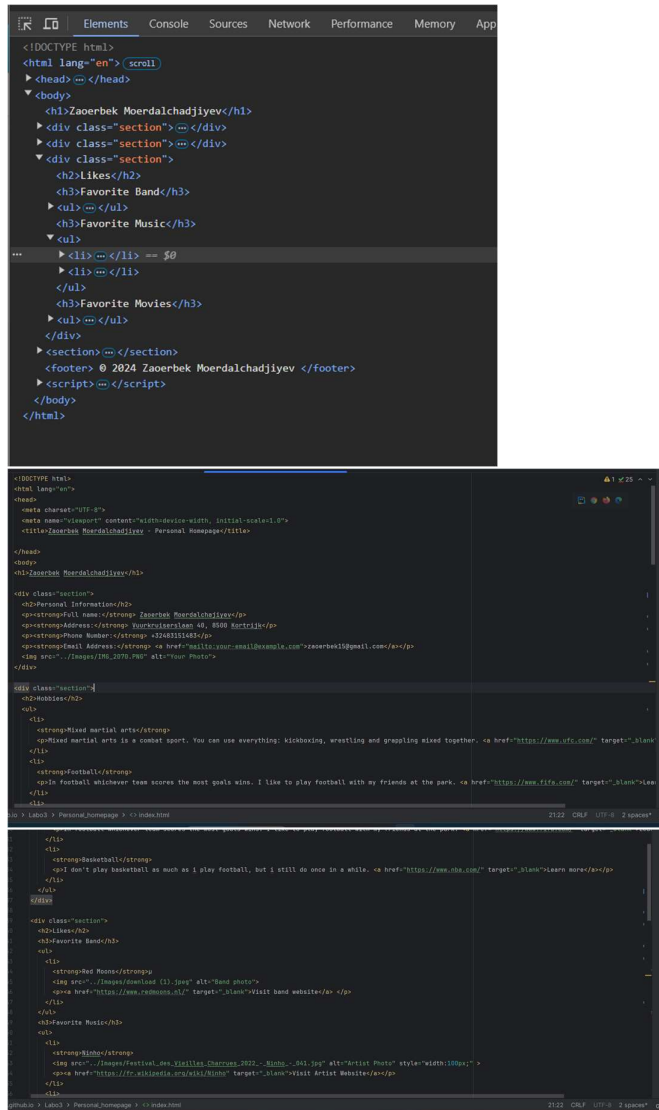 Elements Console Sources Network Performance Memory App
<!DOCTYPE html>
<html lang="en"> scroll
<head> ⋯ </head>
<body>
<h1>Zaoerbek Moerdalchadjiyev</h1>
<div class="section"> ⋯ </div>
<div class="section"> ⋯ </div>
<div class="section">
<h2>Likes</h2>
<h3>Favorite Band</h3>
<ul> ⋯ </ul>
<h3>Favorite Music</h3>
<ul>
⋯ <li> ⋯ </li> == $0
<li> ⋯ </li>
</ul>
<h3>Favorite Movies</h3>
<ul> ⋯ </ul>
</div>
<section> ⋯ </section>
<footer> © 2024 Zaoerbek Moerdalchadjiyev </footer>
<script> ⋯ </script>
</body>
</html>
<!DOCTYPE html> 1 25
<html lang="en">
<head>
<meta charset="UTF-8">
<meta name="viewport" content="width=device-width, initial-scale=1.0">
<title>Zaoerbek Moerdalchadjiyev - Personal Homepage</title>
</head>
<body>
<h1>Zaoerbek Moerdalchadjiyev</h1>
<div class="section">
<h2>Personal Information</h2>
<p><strong>Full name:</strong> Zaoerbek Moerdalchejiyev</p>
<p><strong>Address:</strong> Vuurkruiserslaan 40, 8500 Kortrijk</p>
<p><strong>Phone Number:</strong> +32483151483</p>
<p><strong>Email Address:</strong> <a href="mailto:your-email@example.com">zaoerbek15@gmail.com</a></p>
<img src="../Images/IMG_2070.PNG" alt="Your Photo">
</div>
<div class="section">
<h2>Hobbies</h2>
<ul>
<li>
<strong>Mixed martial arts</strong>
<p>Mixed martial arts is a combat sport. You can use everything: kickboxing, wrestling and grappling mixed together. <a href="https://www.ufc.com/" target="_blank"
</li>
<li>
<strong>Football</strong>
<p>In football whichever team scores the most goals wins. I like to play football with my friends at the park. <a href="https://www.fifa.com/" target="_blank">Lear
</li>
<li>
o.io > Labo3 > Personal_homepage > <> index.html 21:22 CRLF UTF-8 2 spaces*
</li>
<li>
<strong>Basketball</strong>
<p>I don't play basketball as much as i play football, but i still do once in a while. <a href="https://www.nba.com/" target="_blank">Learn more</a></p>
</li>
</ul>
</div>
<div class="section">
<h2>Likes</h2>
<h3>Favorite Band</h3>
<ul>
<li>
<strong>Red Moons</strong>µ
<img src="../Images/download (1).jpeg" alt="Band photo">
<p><a href="https://www.redmoons.nl/" target="_blank">Visit band website</a> </p>
</li>
</ul>
<h3>Favorite Music</h3>
<ul>
<li>
<strong>Ninho</strong>
<img src="../Images/Festival_des_Vieilles_Charrues_2022_-_Ninho_-_041.jpg" alt="Artist Photo" style="width:100px;" >
<p><a href="https://fr.wikipedia.org/wiki/Ninho" target="_blank">Visit Artist Website</a></p>
</li>
<li>
github.io > Labo3 > Personal_homepage > <> index.html 21:22 CRLF UTF-8 2 spaces*